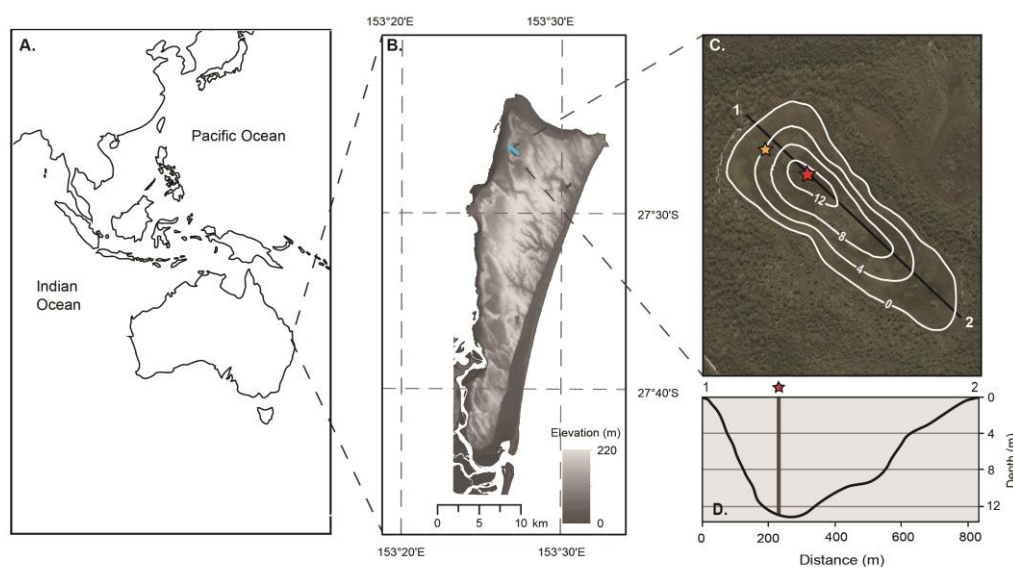 A.
Pacific Ocean
Indian
Ocean
153°20'E
153°30'E
B.
27°30'S
27°40'S
Elevation (m)
220
0
0
5
10
km
153°20'E
153°30'E
C.
1
12
8
4
0
2
1
2
0
4
8
12
Depth (m)
D.
0
200
400
600
800
Distance (m)